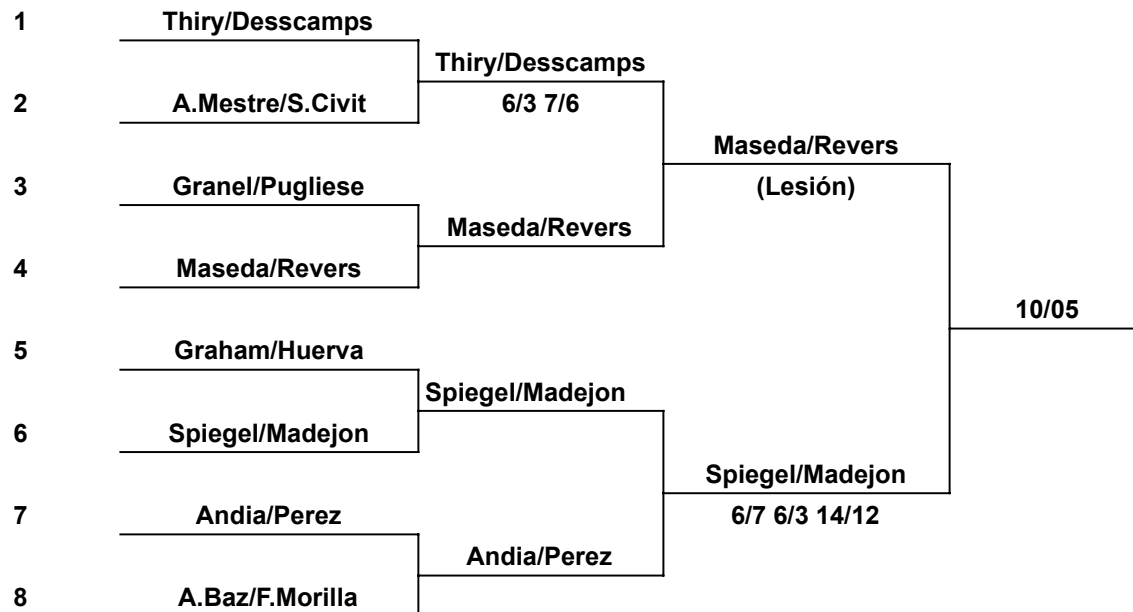 1 Thiry/Desscamps
Thiry/Desscamps
2 A.Mestre/S.Civit 6/3 7/6
Maseda/Revers
3 Granel/Pugliese (Lesión)
Maseda/Revers
4 Maseda/Revers
10/05
5 Graham/Huerva
Spiegel/Madejon
6 Spiegel/Madejon
Spiegel/Madejon
7 Andia/Perez 6/7 6/3 14/12
Andia/Perez
8 A.Baz/F.Morilla